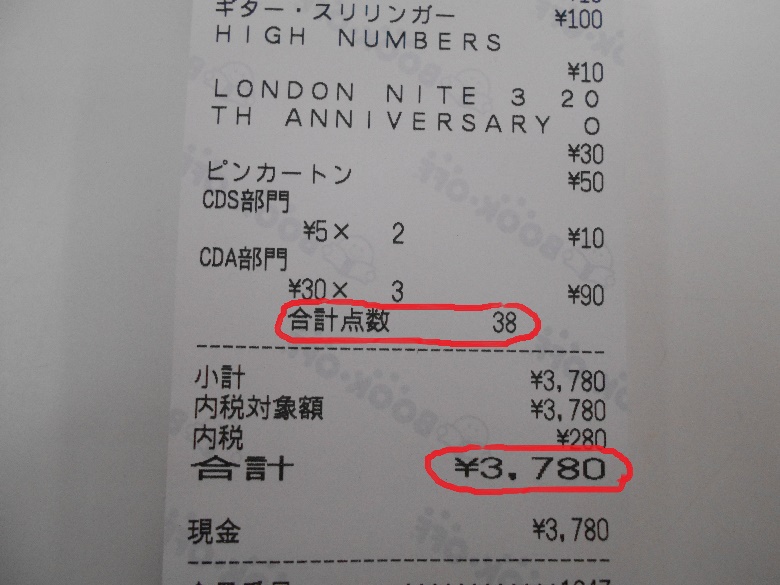 ギター・スリリンガー ¥100
HIGH NUMBERS
¥10
LONDON NITE 3 20
TH ANNIVERSARY 0
¥30
ピンカートン ¥50
CDS部門
¥5× 2 ¥10
CDA部門
¥30× 3 ¥90
合計点数 38
小計 ¥3,780
内税対象額 ¥3,780
内税 ¥280
合計 ¥3,780
現金 ¥3,780